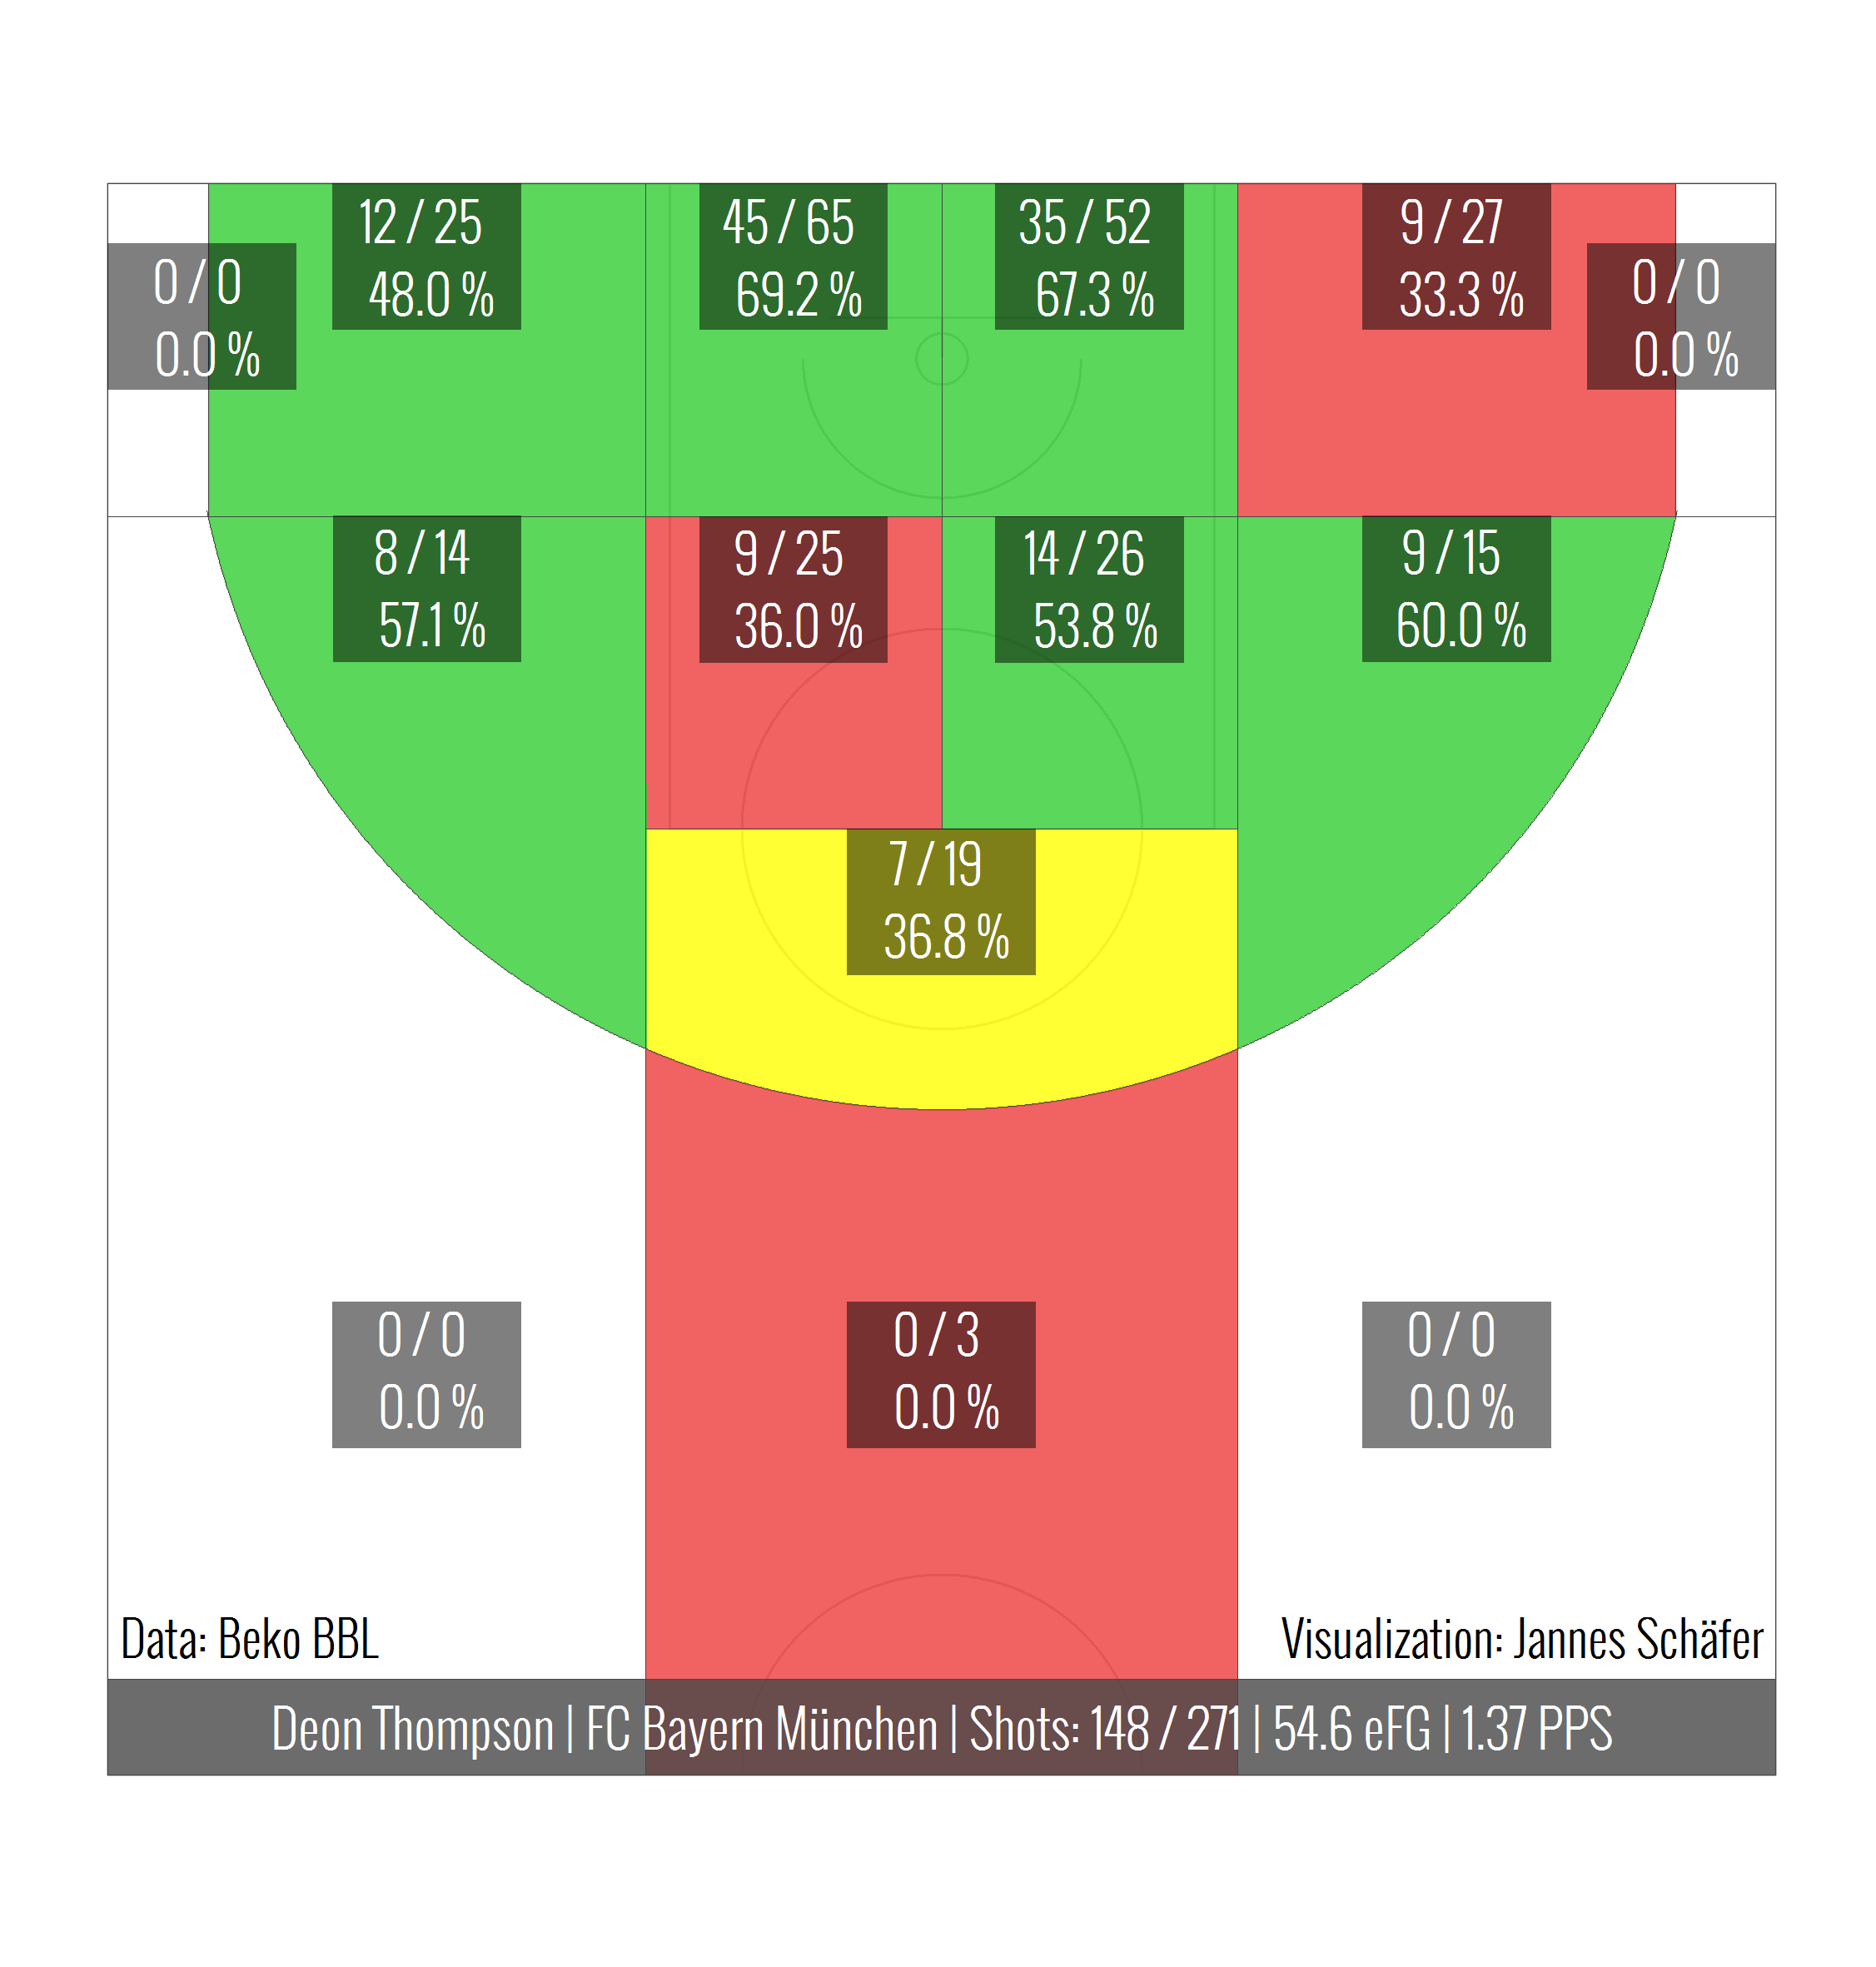 12 / 25
48.0 %
45 / 65
69.2 %
35 / 52
67.3 %
9 / 27
33.3 %
0 / 0
0.0 %
0 / 0
0.0 %
8 / 14
57.1 %
9 / 25
36.0 %
14 / 26
53.8 %
9 / 15
60.0 %
7 / 19
36.8 %
0 / 0
0.0 %
0 / 3
0.0 %
0 / 0
0.0 %
Data: Beko BBL
Visualization: Jannes Schäfer
Deon Thompson | FC Bayern München | Shots: 148 / 271 | 54.6 eFG | 1.37 PPS